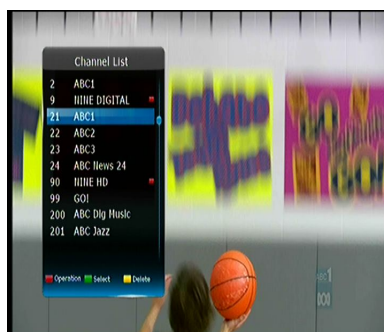 Channel List
2 ABC1
9 NINE DIGITAL
21 ABC1
22 ABC2
23 ABC3
24 ABC News 24
90 NINE HD
99 GO!
200 ABC Dig Music
201 ABC Jazz
Operation Select Delete
abc1